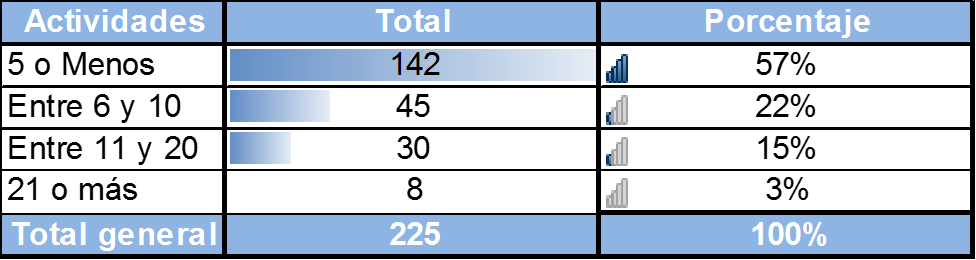 Actividades Total Porcentaje
5 o Menos 142 57%
Entre 6 y 10 45 22%
Entre 11 y 20 30 15%
21 o más 8 3%
Total general 225 100%